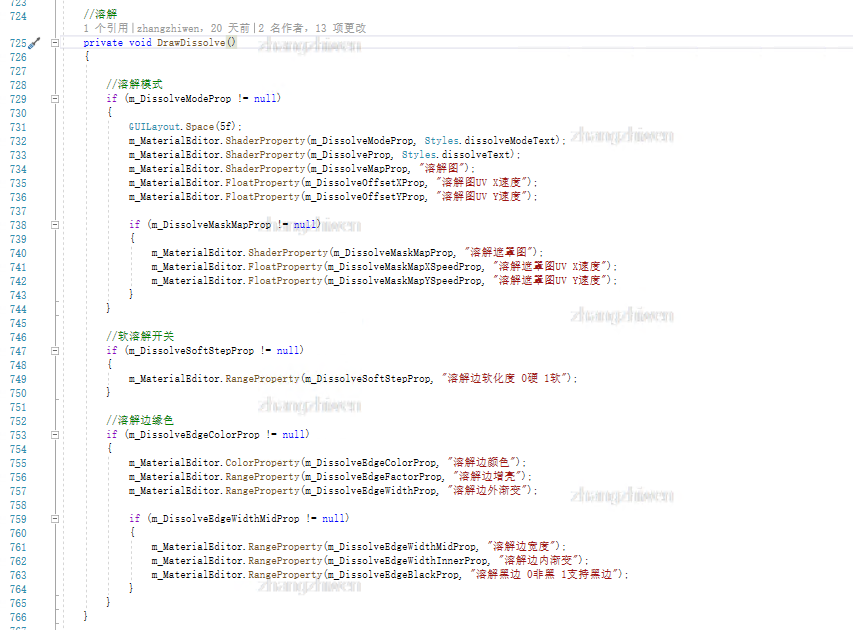 723
724 //溶解
1 个引用|zhangzhiwen，20 天前|2 名作者，13 项更改
725 private void DrawDissolve()
726 {
727
728 //溶解模式
729 if (m_DissolveModeProp != null)
730 {
731 GUILayout.Space(5f);
732 m_MaterialEditor.ShaderProperty(m_DissolveModeProp, Styles.dissolveModeText);
733 m_MaterialEditor.ShaderProperty(m_DissolveProp, Styles.dissolveText);
734 m_MaterialEditor.ShaderProperty(m_DissolveMapProp, "溶解图");
735 m_MaterialEditor.FloatProperty(m_DissolveOffsetXProp, "溶解图UV X速度");
736 m_MaterialEditor.FloatProperty(m_DissolveOffsetYProp, "溶解图UV Y速度");
737
738 if (m_DissolveMaskMapProp != null)
739 {
740 m_MaterialEditor.ShaderProperty(m_DissolveMaskMapProp, "溶解遮罩图");
741 m_MaterialEditor.FloatProperty(m_DissolveMaskMapXSpeedProp, "溶解遮罩图UV X速度");
742 m_MaterialEditor.FloatProperty(m_DissolveMaskMapYSpeedProp, "溶解遮罩图UV Y速度");
743 }
744 }
745
746 //软溶解开关
747 if (m_DissolveSoftStepProp != null)
748 {
749 m_MaterialEditor.RangeProperty(m_DissolveSoftStepProp, "溶解边软化度 0硬 1软");
750 }
751
752 //溶解边缘色
753 if (m_DissolveEdgeColorProp != null)
754 {
755 m_MaterialEditor.ColorProperty(m_DissolveEdgeColorProp, "溶解边颜色");
756 m_MaterialEditor.RangeProperty(m_DissolveEdgeFactorProp, "溶解边增亮");
757 m_MaterialEditor.RangeProperty(m_DissolveEdgeWidthProp, "溶解边外渐变");
758
759 if (m_DissolveEdgeWidthMidProp != null)
760 {
761 m_MaterialEditor.RangeProperty(m_DissolveEdgeWidthMidProp, "溶解边宽度");
762 m_MaterialEditor.RangeProperty(m_DissolveEdgeWidthInnerProp, "溶解边内渐变");
763 m_MaterialEditor.RangeProperty(m_DissolveEdgeBlackProp, "溶解黑边 0非黑 1支持黑边");
764 }
765 }
766 }
767
zhangzhiwen
zhangzhiwen
zhangzhiwen
zhangzhiwen
zhangzhiwen
zhangzhiwen
zhangzhiwen